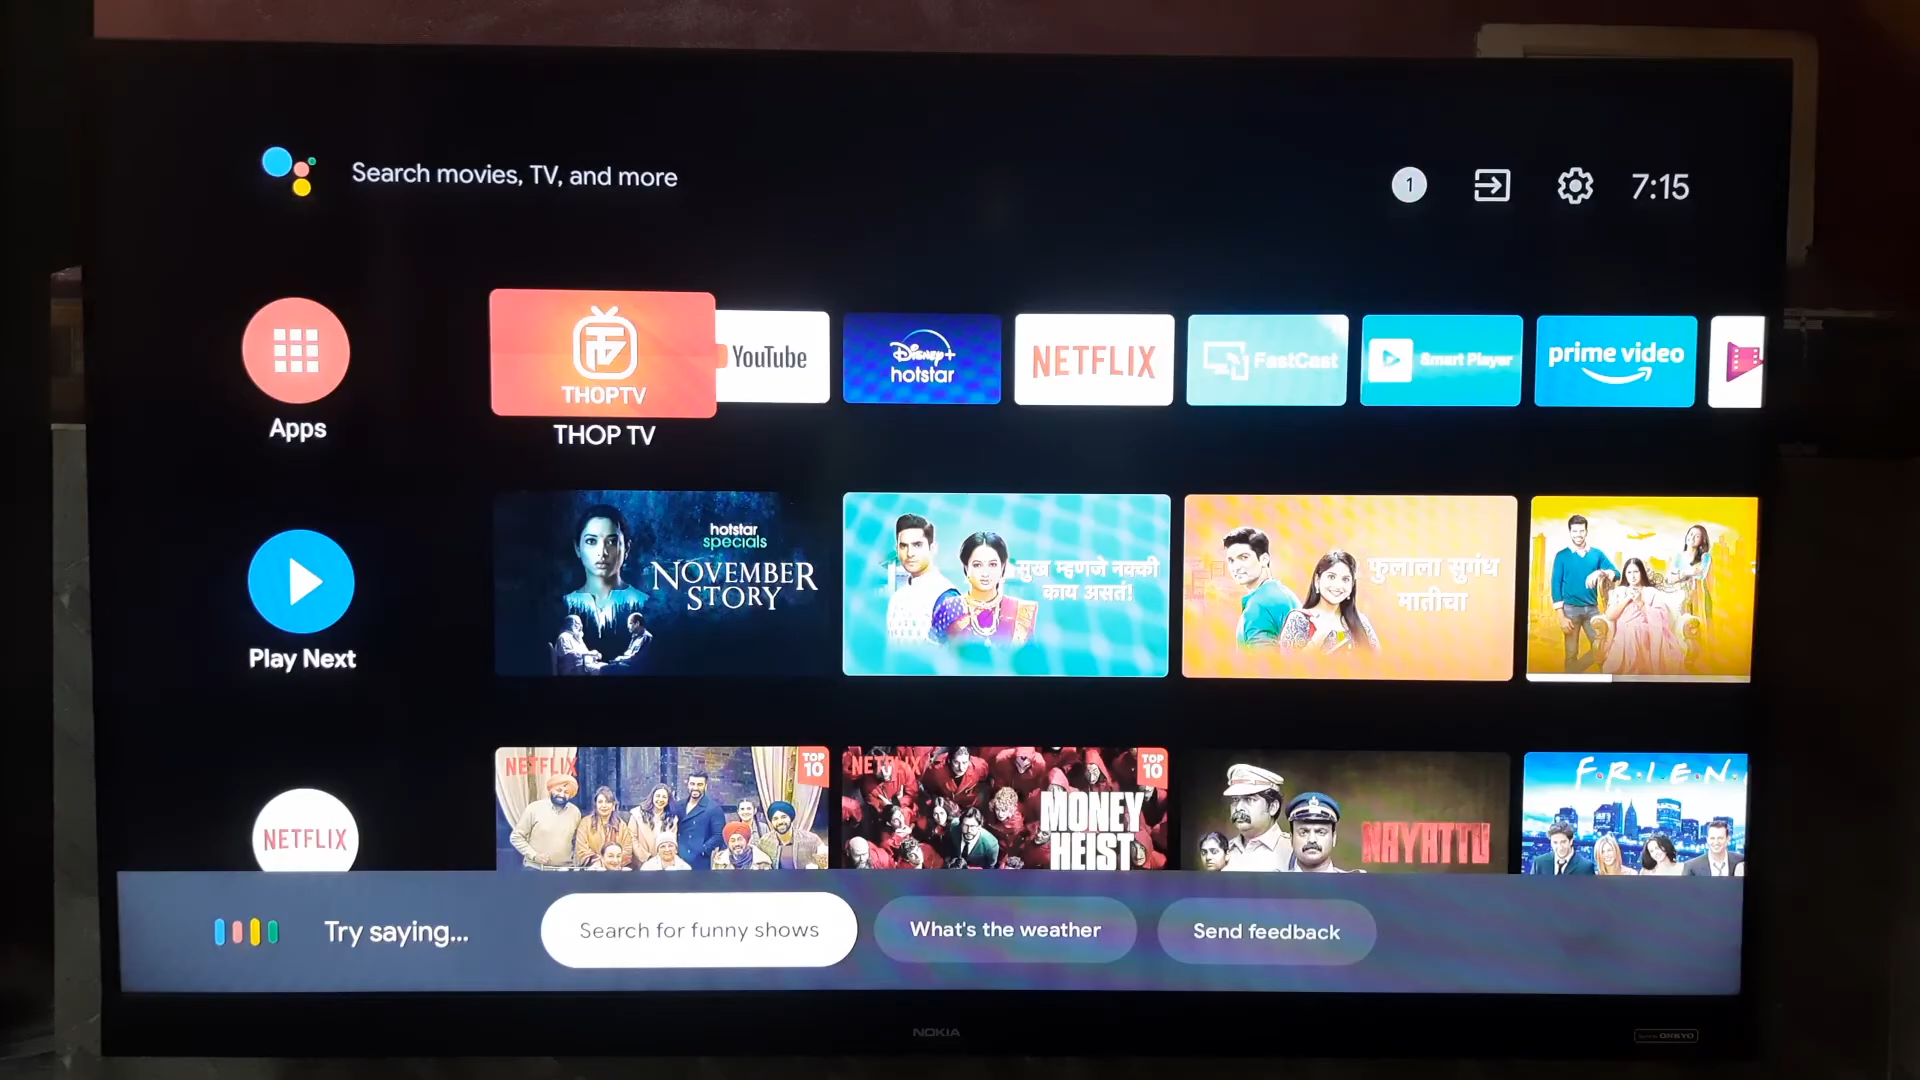 Search movies, TV, and more
1
7:15
THOPTV
YouTube
Disney+
hotstar
NETFLIX
FastCast
Smart Player
prime video
Apps
THOP TV
hotstar
specials
NOVEMBER
STORY
सुख म्हणजे नक्की
काय असतं!
फुलाला सुगंध
मातीचा
Play Next
NETFLIX
TOP
10
NETFLIX
TOP
10
MONEY
HEIST
NAYATTU
F.R.I.E.N.
NETFLIX
Try saying...
Search for funny shows
What's the weather
Send feedback
NOKIA
ONKYO